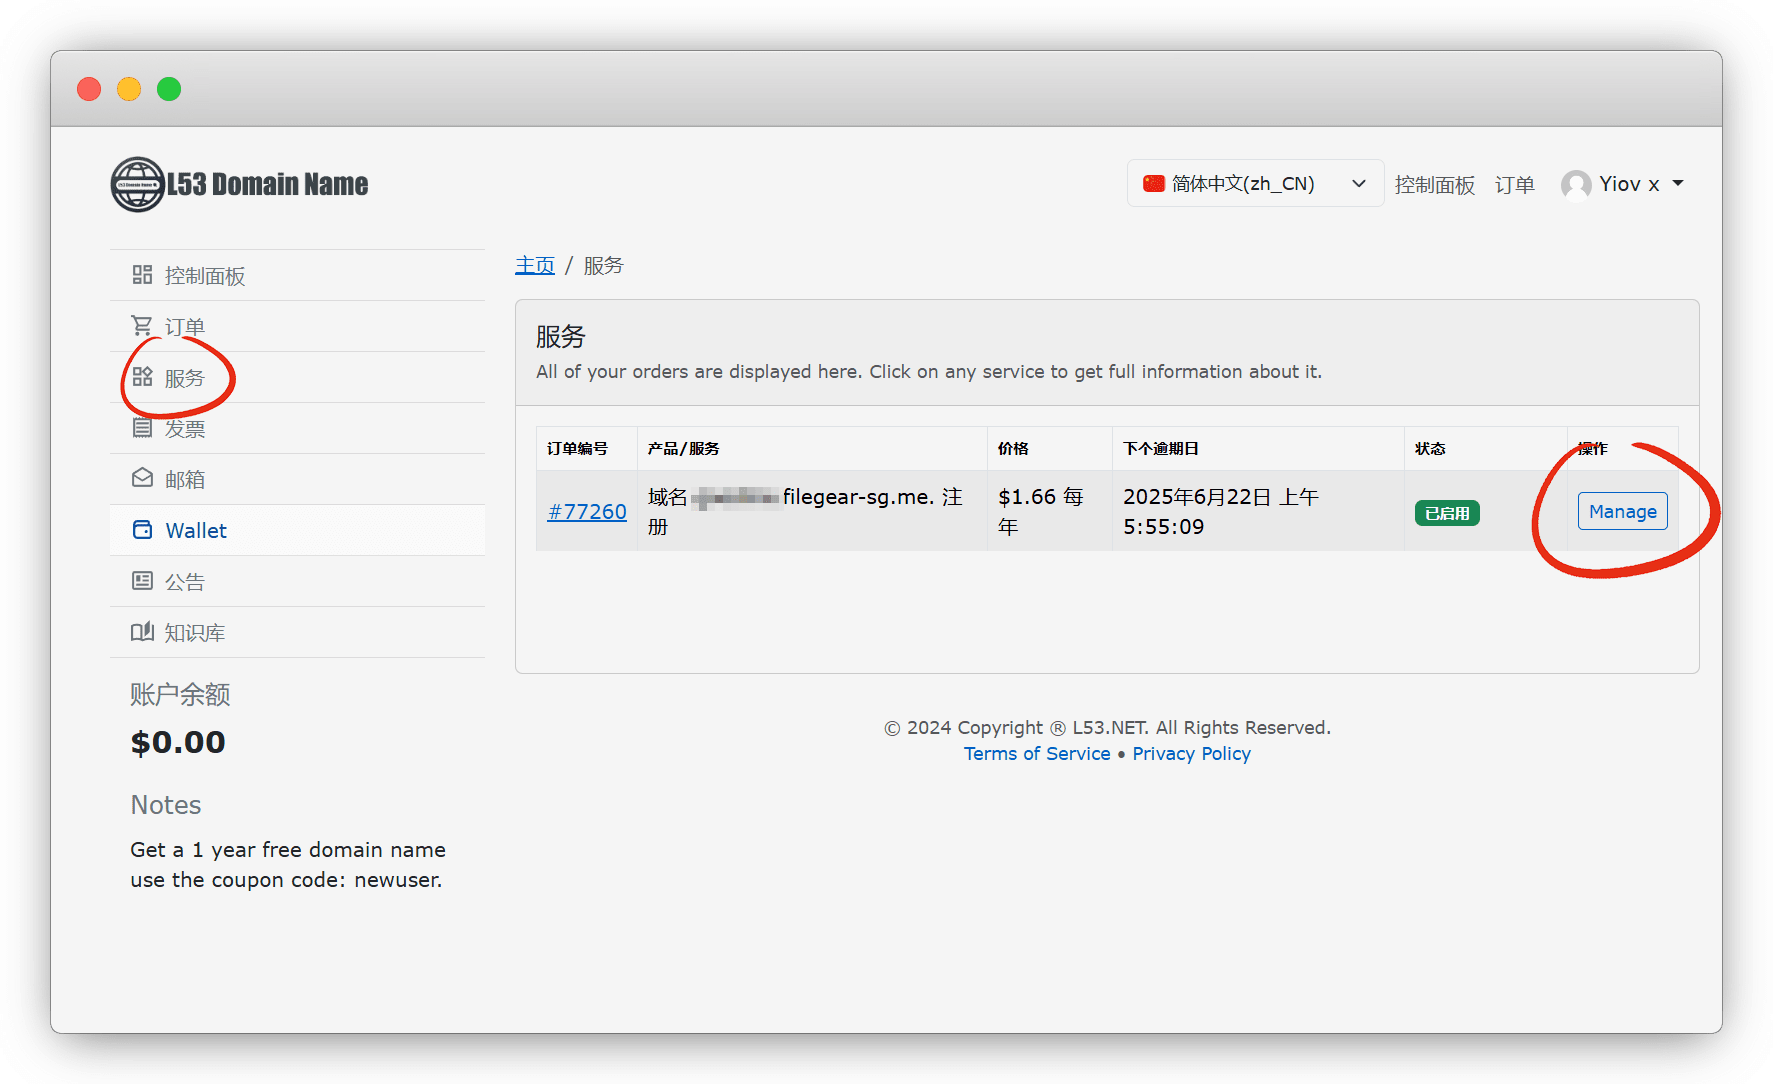 L53 Domain Name
简体中文(zh_CN)
控制面板
订单
Yiov x
控制面板
订单
服务
发票
邮箱
Wallet
公告
知识库
账户余额
$0.00
Notes
Get a 1 year free domain name
use the coupon code: newuser.
主页 / 服务
服务
All of your orders are displayed here. Click on any service to get full information about it.
订单编号 产品/服务 价格 下个逾期日 状态 操作
#77260
域名 filegear-sg.me. 注
册
$1.66 每
年
2025年6月22日 上午
5:55:09
已启用
Manage
© 2024 Copyright ® L53.NET. All Rights Reserved.
Terms of Service • Privacy Policy